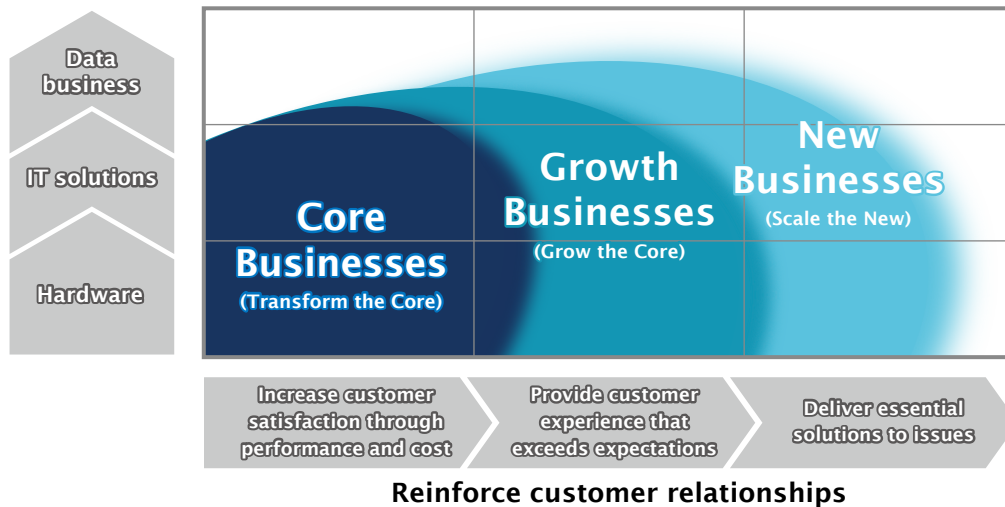 Data
business
IT solutions
Hardware
Core
Businesses
(Transform the Core)
Growth
Businesses
(Grow the Core)
New
Businesses
(Scale the New)
Increase customer
satisfaction through
performance and cost
Provide customer
experience that
exceeds expectations
Deliver essential
solutions to issues
Reinforce customer relationships